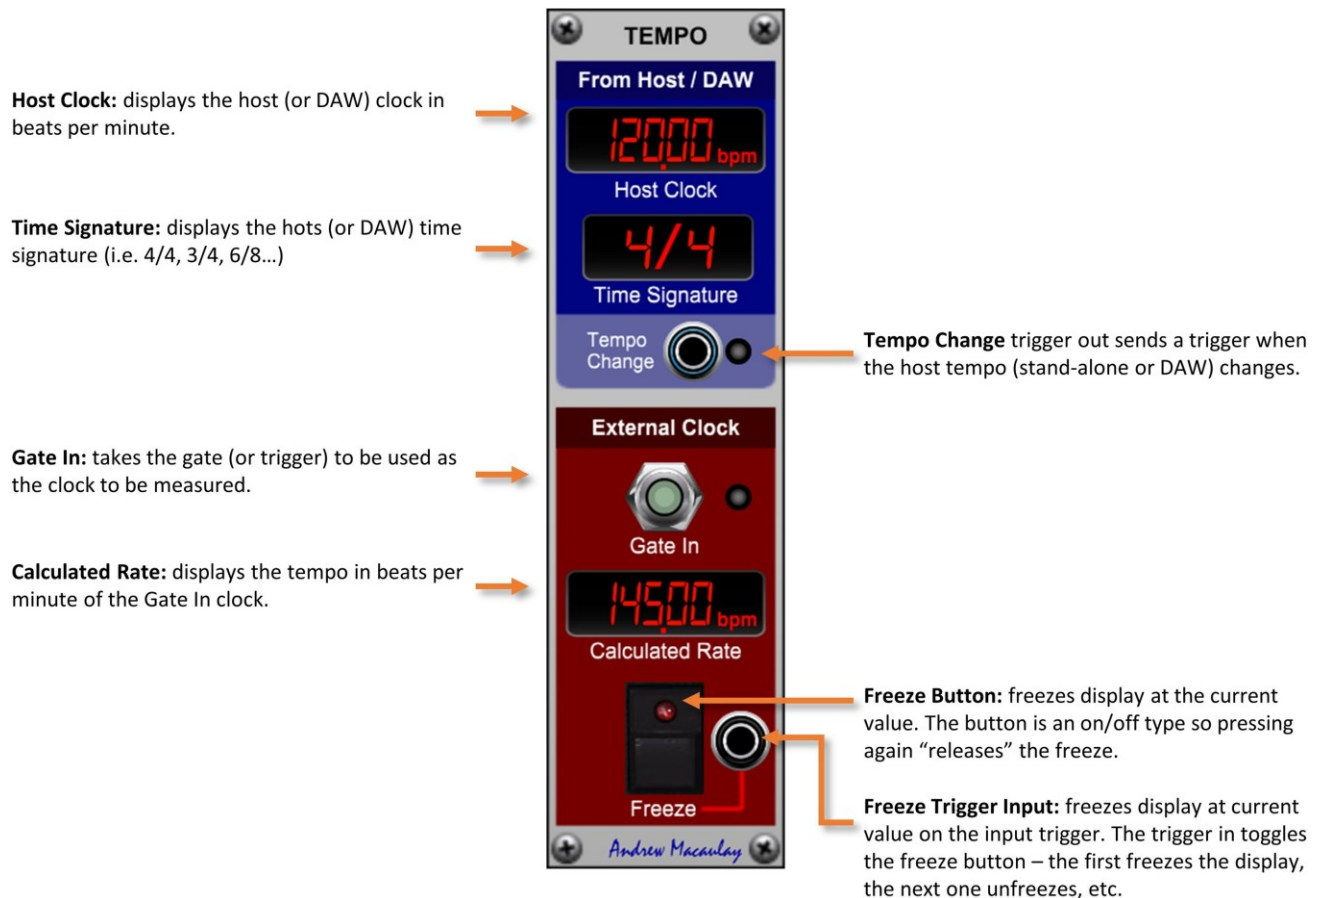 TEMPO
From Host / DAW
Host Clock: displays the host (or DAW) clock in
beats per minute.
120.00 bpm
Host Clock
Time Signature: displays the hots (or DAW) time
signature (i.e. 4/4, 3/4, 6/8…)
4/4
Time Signature
Tempo
Change
Tempo Change trigger out sends a trigger when
the host tempo (stand-alone or DAW) changes.
External Clock
Gate In: takes the gate (or trigger) to be used as
the clock to be measured.
Gate In
Calculated Rate: displays the tempo in beats per
minute of the Gate In clock.
145.00 bpm
Calculated Rate
Freeze Button: freezes display at the current
value. The button is an on/off type so pressing
again “releases” the freeze.
Freeze
Freeze Trigger Input: freezes display at current
value on the input trigger. The trigger in toggles
the freeze button – the first freezes the display,
the next one unfreezes, etc.
Andrew Macaulay